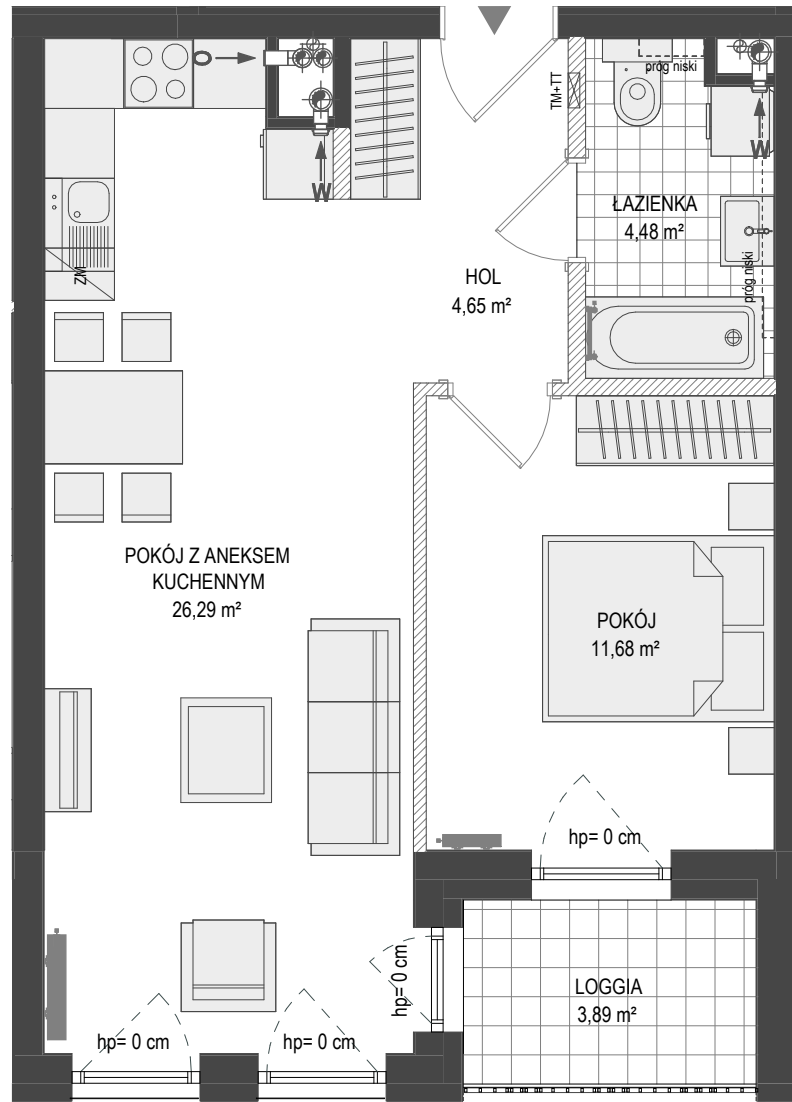 O
próg niski
TM+TT
W
W
ŁAZIENKA
4,48 m²
ZM
próg niski
HOL
4,65 m²
POKÓJ Z ANEKSEM
KUCHENNYM
26,29 m²
POKÓJ
11,68 m²
hp= 0 cm
hp= 0 cm
LOGGIA
3,89 m²
hp= 0 cm
hp= 0 cm